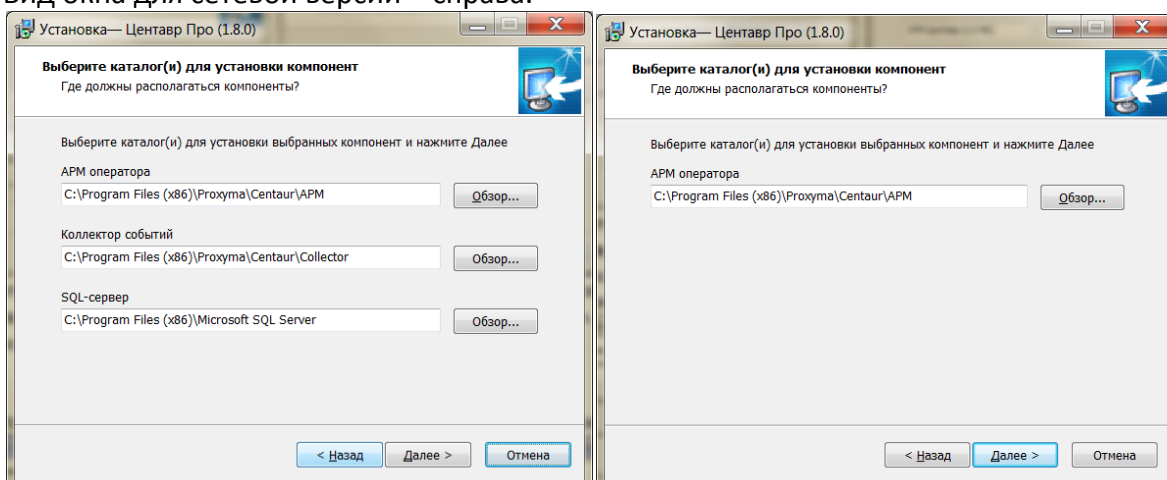 Вид окна для сетевой версии – справа.
Установка— Центавр Про (1.8.0)
Выберите каталог(и) для установки компонент
Где должны располагаться компоненты?
Выберите каталог(и) для установки выбранных компонент и нажмите Далее
АРМ оператора
C:\Program Files (x86)\Proxyma\Centaur\APM
Обзор...
Коллектор событий
C:\Program Files (x86)\Proxyma\Centaur\Collector
Обзор...
SQL-сервер
C:\Program Files (x86)\Microsoft SQL Server
Обзор...
< Назад
Далее >
Отмена
Установка— Центавр Про (1.8.0)
Выберите каталог(и) для установки компонент
Где должны располагаться компоненты?
Выберите каталог(и) для установки выбранных компонент и нажмите Далее
АРМ оператора
C:\Program Files (x86)\Proxyma\Centaur\APM
Обзор...
< Назад
Далее >
Отмена